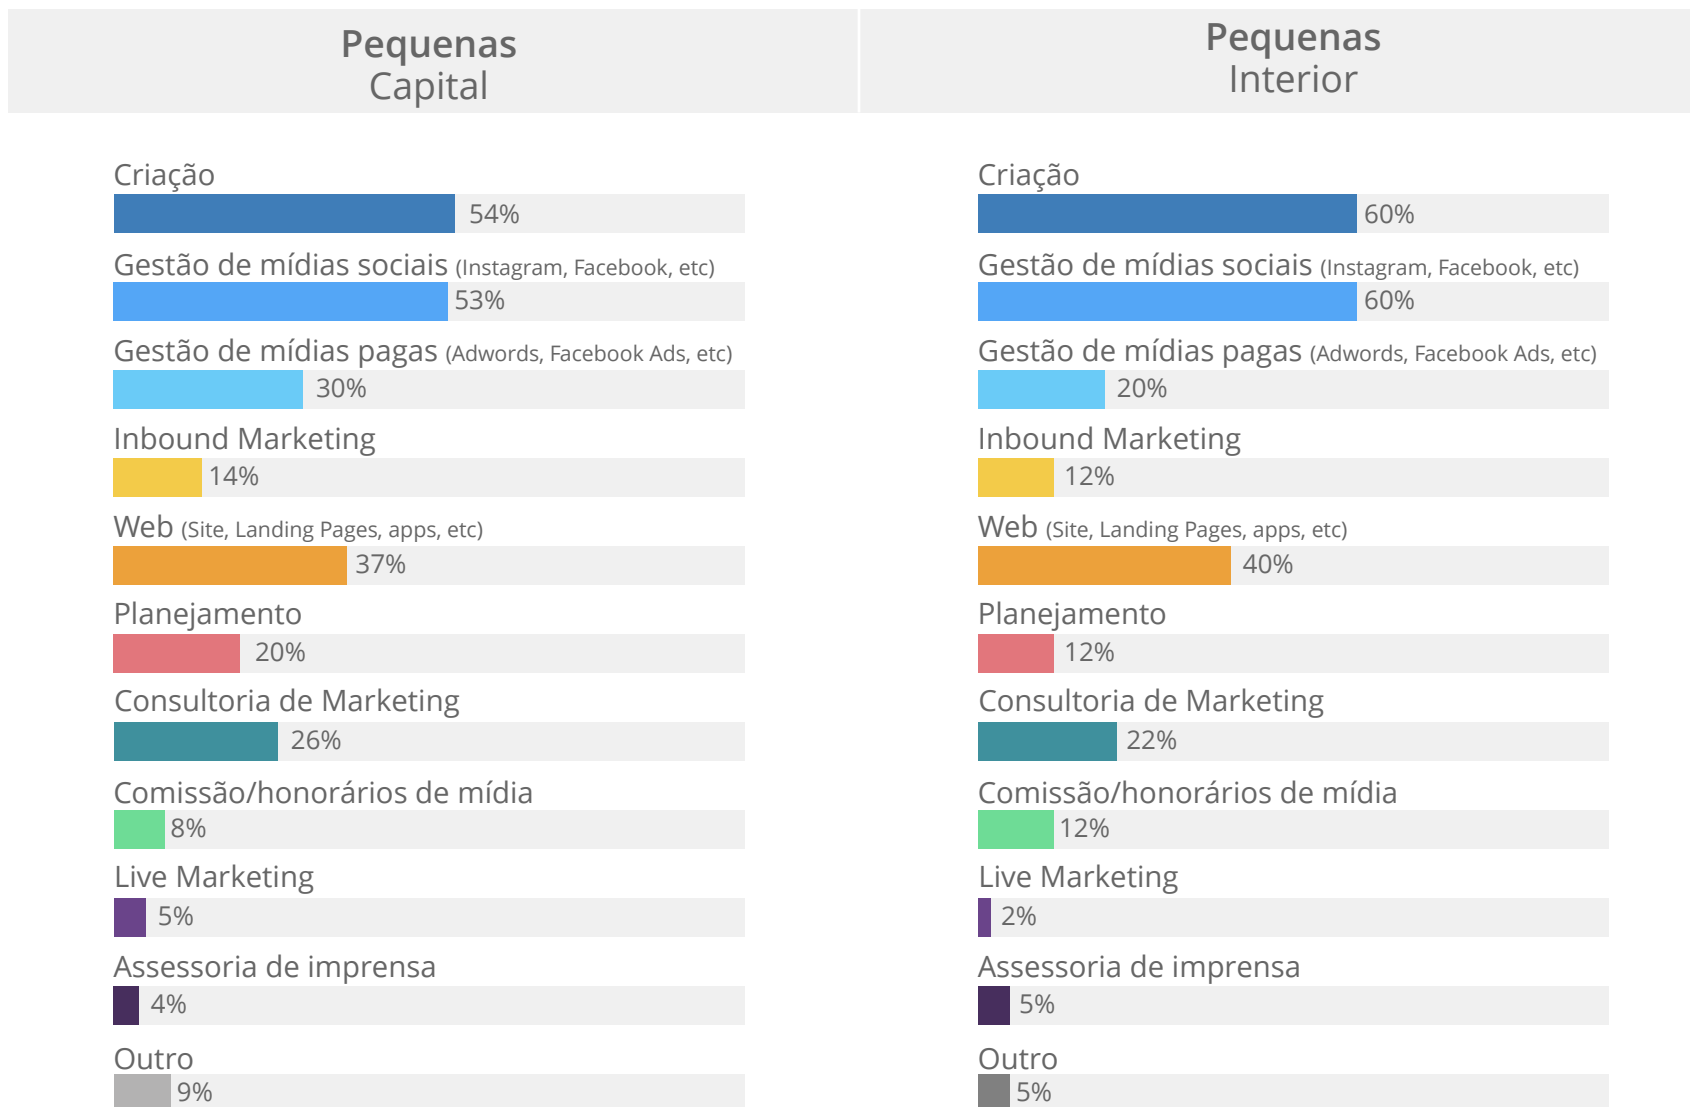 Pequenas
Capital
Criação
54%
Gestão de mídias sociais (Instagram, Facebook, etc)
53%
Gestão de mídias pagas (Adwords, Facebook Ads, etc)
30%
Inbound Marketing
14%
Web (Site, Landing Pages, apps, etc)
37%
Planejamento
20%
Consultoria de Marketing
26%
Comissão/honorários de mídia
8%
Live Marketing
5%
Assessoria de imprensa
4%
Outro
9%
Pequenas
Interior
Criação
60%
Gestão de mídias sociais (Instagram, Facebook, etc)
60%
Gestão de mídias pagas (Adwords, Facebook Ads, etc)
20%
Inbound Marketing
12%
Web (Site, Landing Pages, apps, etc)
40%
Planejamento
12%
Consultoria de Marketing
22%
Comissão/honorários de mídia
12%
Live Marketing
2%
Assessoria de imprensa
5%
Outro
5%